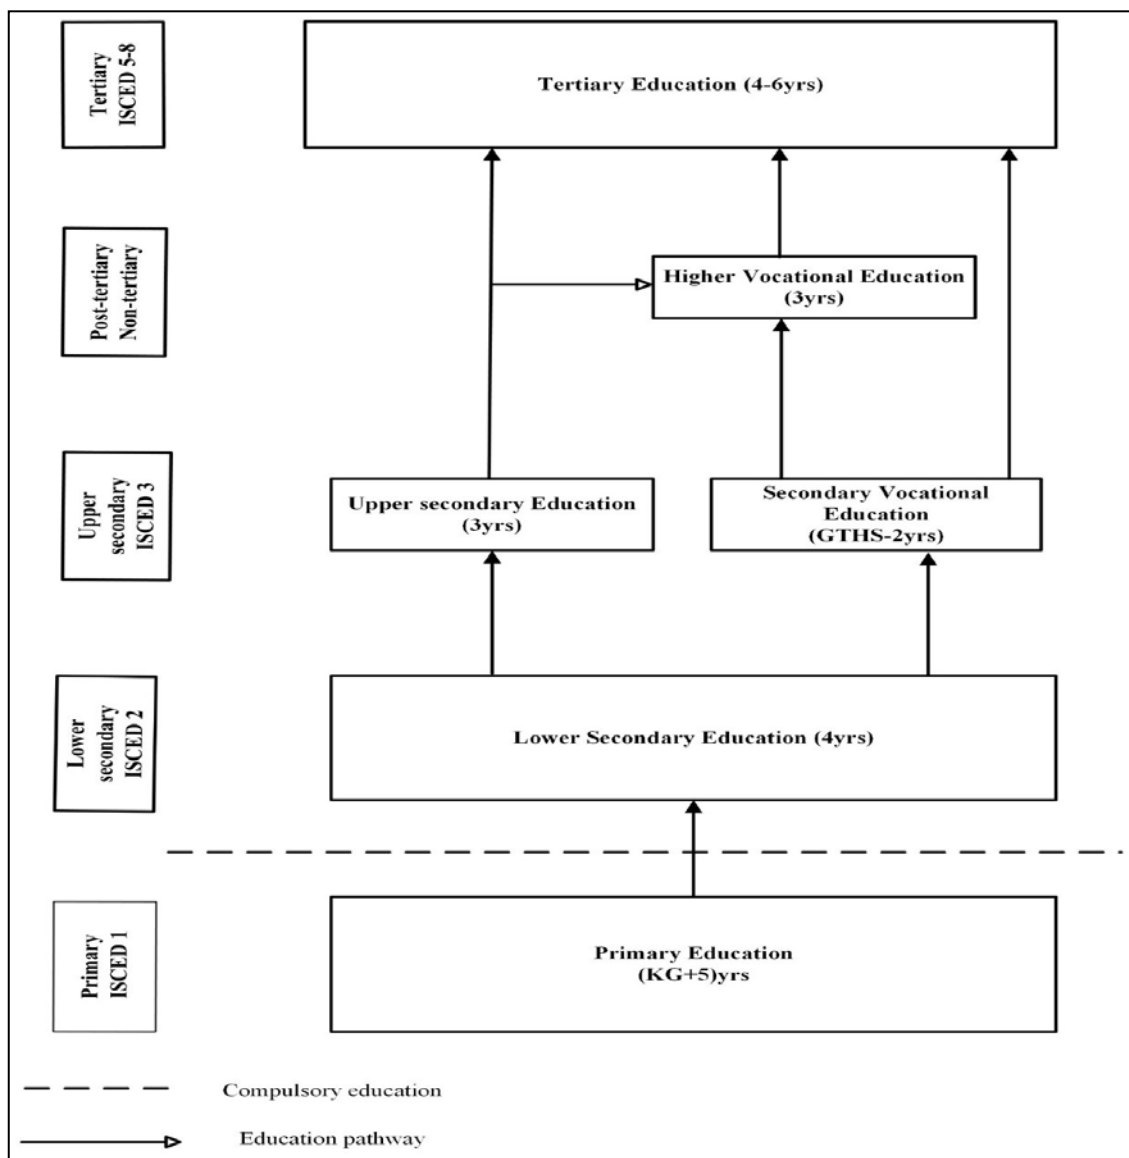 Tertiary
ISCED 5-8
Tertiary Education (4-6yrs)
Post-tertiary
Non-tertiary
Higher Vocational Education
(3yrs)
Upper
secondary
ISCED 3
Upper secondary Education
(3yrs)
Secondary Vocational
Education
(GTHS-2yrs)
Lower
secondary
ISCED 2
Lower Secondary Education (4yrs)
Primary
ISCED 1
Primary Education
(KG+5)yrs
Compulsory education
Education pathway